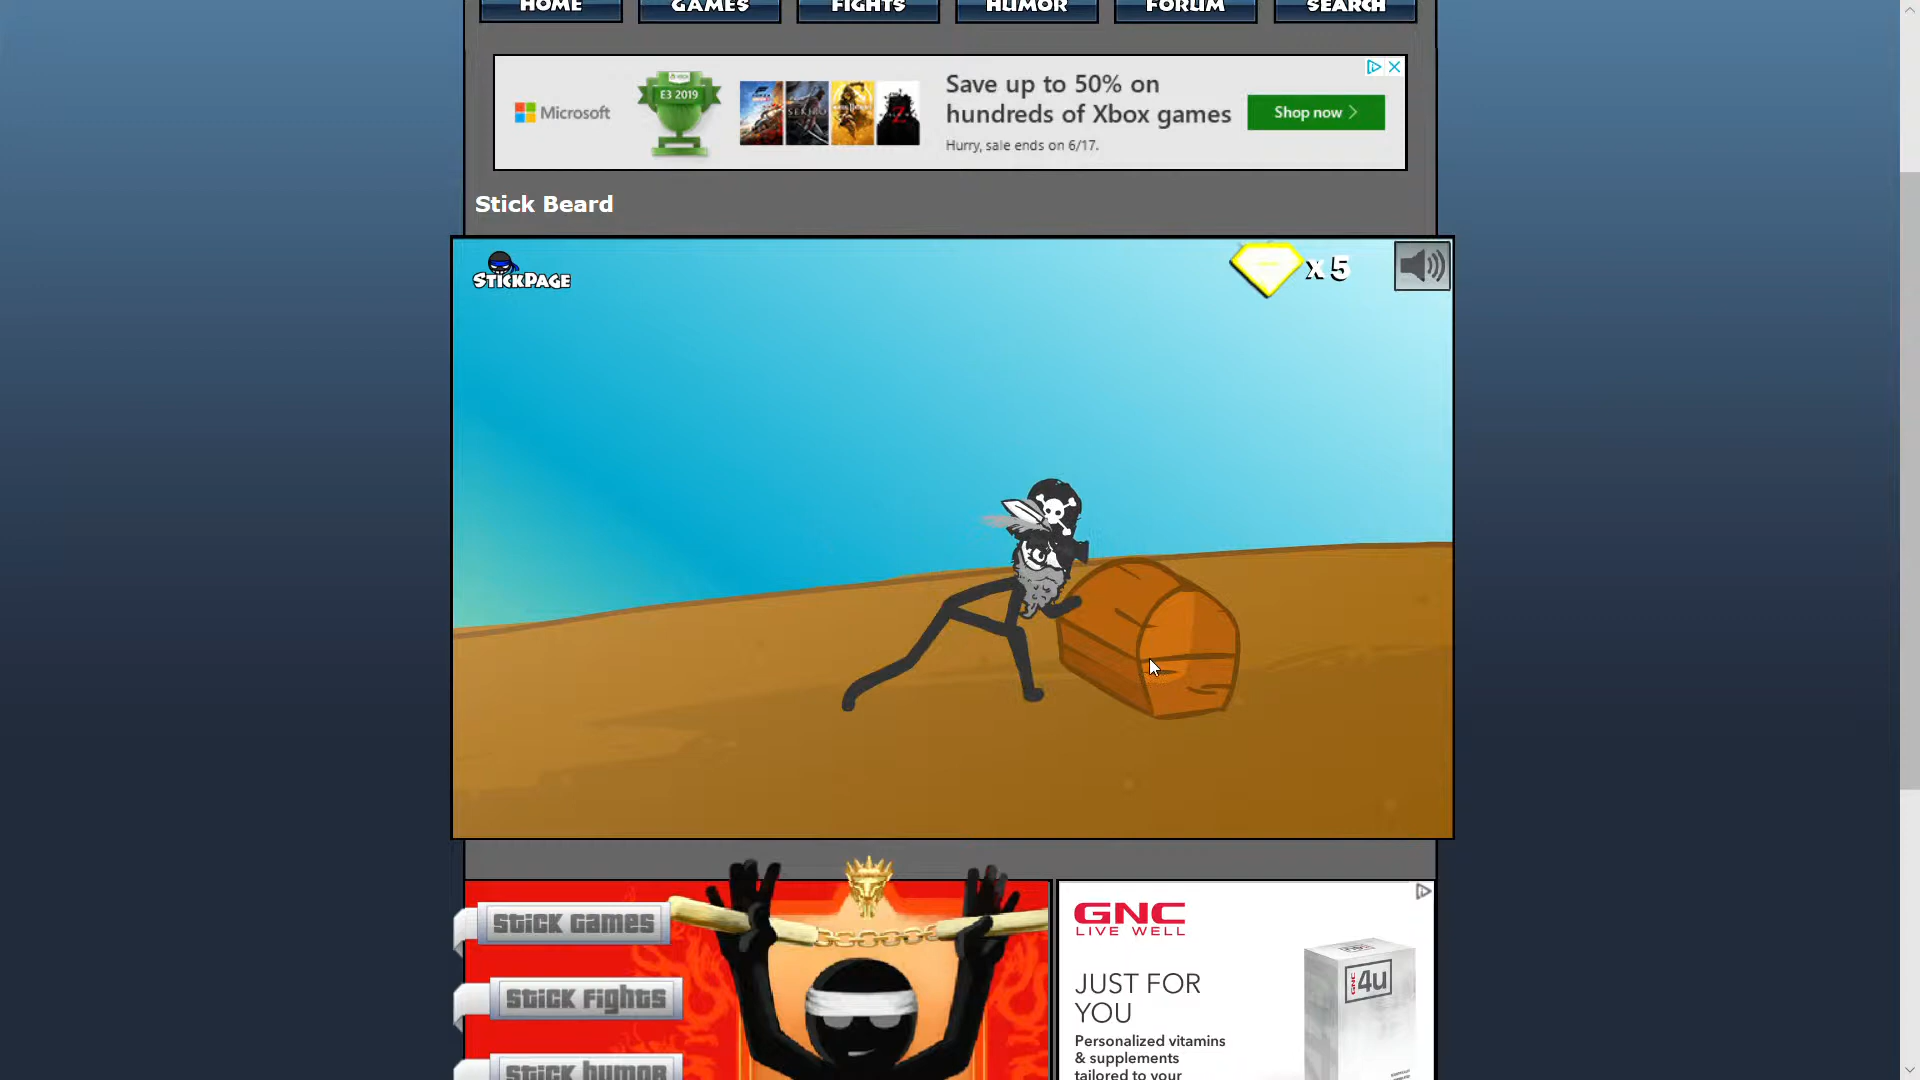 HOME GAMES FIGHTS HUMOR FORUM SEARCH
Microsoft
E3 2019
SEKIRO
Z
Save up to 50% on
hundreds of Xbox games
Hurry, sale ends on 6/17.
Shop now
Stick Beard
STICKPAGE
x 5
STICK GAMES
STICK FIGHTS
STICK HUMOR
GNC
LIVE WELL
JUST FOR
YOU
Personalized vitamins
& supplements
tailored to your
GNC 4U